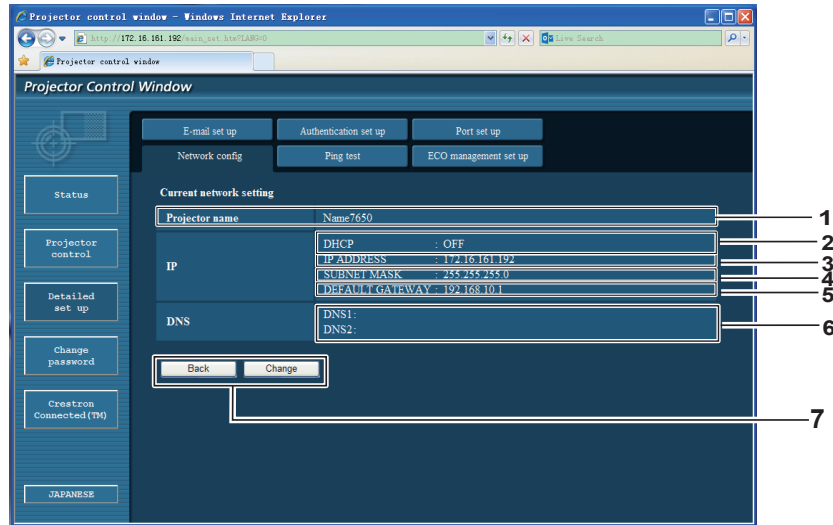 Projector control window - Windows Internet Explorer
http://172.16.161.192/main_net.htm?LANG=0
Live Search
Projector control window
Projector Control Window
E-mail set up
Authentication set up
Port set up
Network config
Ping test
ECO management set up
Status
Projector control
Detailed set up
Change password
Crestron Connected(TM)
JAPANESE
Current network setting
Projector name
Name7650
1
IP
DHCP : OFF
2
IP ADDRESS : 172.16.161.192
3
SUBNET MASK : 255.255.255.0
4
DEFAULT GATEWAY : 192.168.10.1
5
DNS
DNS1:
DNS2:
6
Back
Change
7